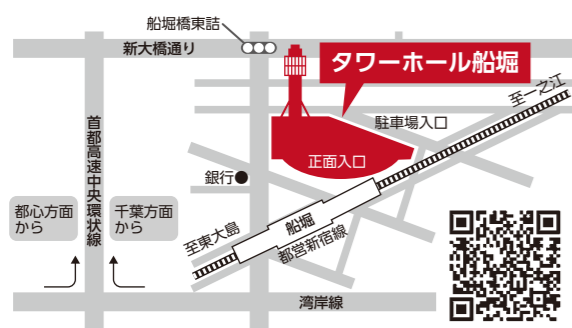 船堀橋東詰
新大橋通り
タワーホール船堀
至一之江
駐車場入口
正面入口
首都高速中央環状線
銀行
都心方面
から
千葉方面
から
船堀
至東大島
都営新宿線
湾岸線